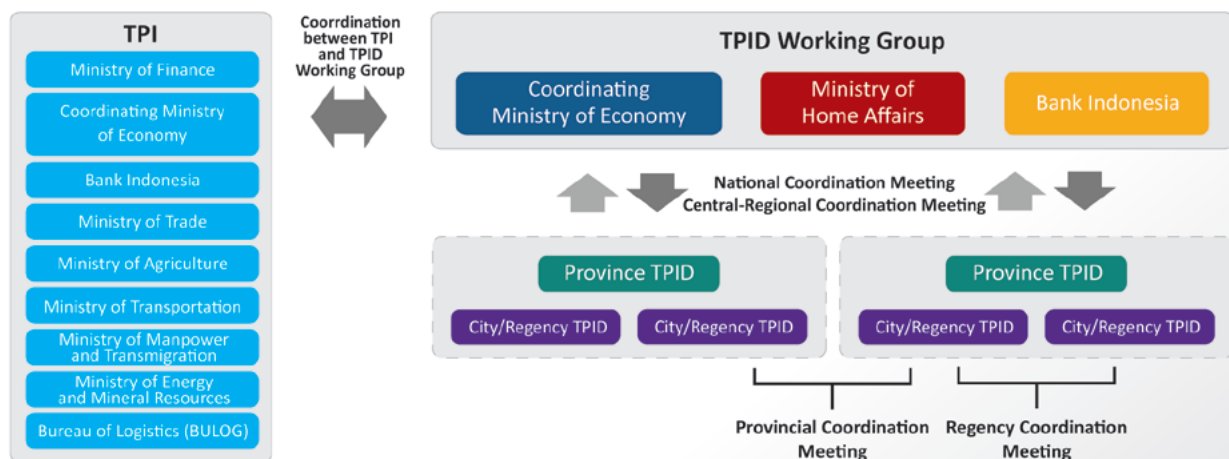 TPI
Ministry of Finance
Coordinating Ministry
of Economy
Bank Indonesia
Ministry of Trade
Ministry of Agriculture
Ministry of Transportation
Ministry of Manpower
and Transmigration
Ministry of Energy
and Mineral Resources
Bureau of Logistics (BULOG)
Coorrdination
between TPI
and TPID
Working Group
TPID Working Group
Coordinating
Ministry of Economy
Ministry of
Home Affairs
Bank Indonesia
National Coordination Meeting
Central-Regional Coordination Meeting
Province TPID
City/Regency TPID
City/Regency TPID
Province TPID
City/Regency TPID
City/Regency TPID
Provincial Coordination
Meeting
Regency Coordination
Meeting